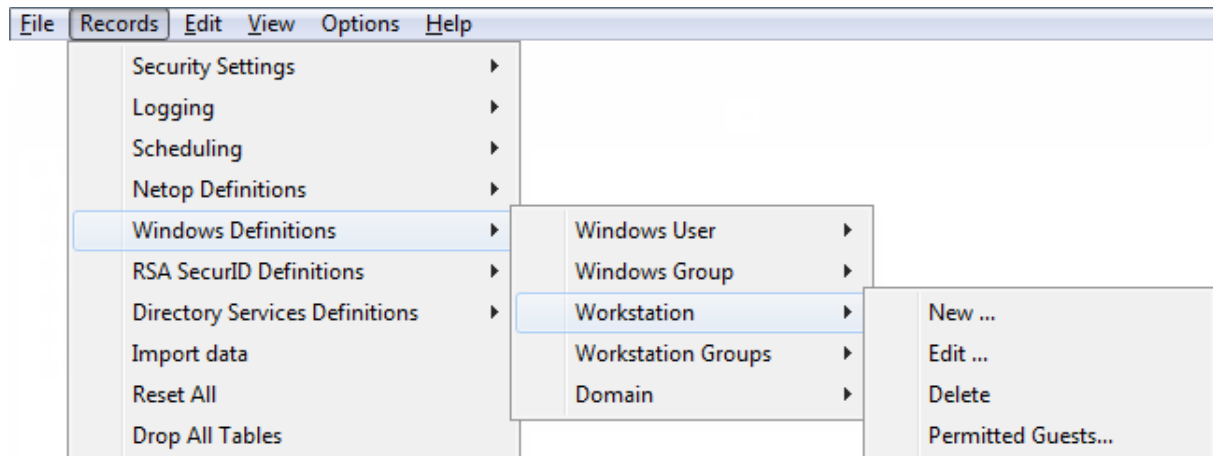 File Records Edit View Options Help
Security Settings
Logging
Scheduling
Netop Definitions
Windows Definitions
RSA SecurID Definitions
Directory Services Definitions
Import data
Reset All
Drop All Tables
Windows User
Windows Group
Workstation
Workstation Groups
Domain
New ...
Edit ...
Delete
Permitted Guests...